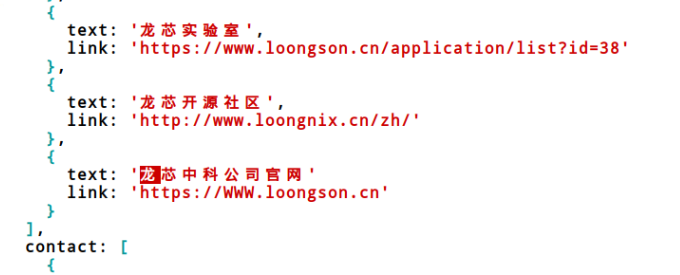 {
text: '龙芯实验室',
link: 'https://www.loongson.cn/application/list?id=38'
},
{
text: '龙芯开源社区',
link: 'http://www.loongnix.cn/zh/'
},
{
text: '龙芯中科公司官网'
link: 'https://WWW.loongson.cn'
}
],
contact: [
{